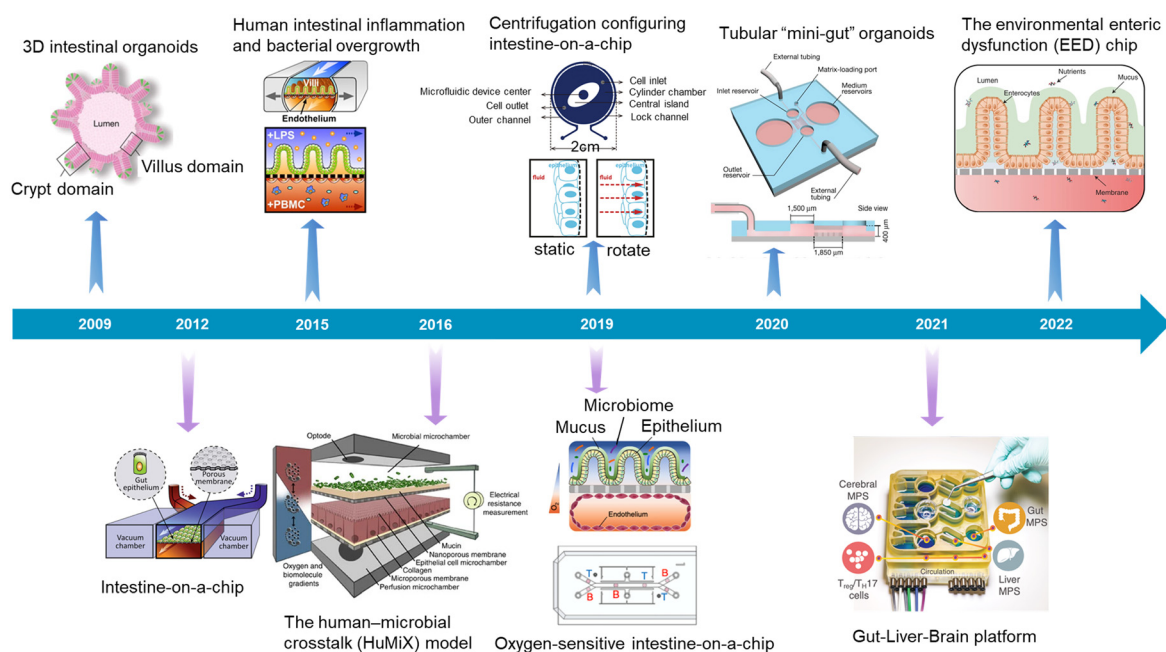 3D intestinal organoids
Lumen
Villus domain
Crypt domain
Human intestinal inflammation
and bacterial overgrowth
Villi
Endothelium
+LPS
+PBMC
Centrifugation configuring
intestine-on-a-chip
Microfluidic device center
Cell outlet
Outer channel
Cell inlet
Cylinder chamber
Central island
Lock channel
2cm
epithelium
fluid
epithelium
fluid
static
rotate
Tubular “mini-gut” organoids
External tubing
Matrix-loading port
Inlet reservoir
Medium
reservoirs
Outlet
reservoir
External
tubing
1,500 μm
Side view
400 μm
1,850 μm
The environmental enteric
dysfunction (EED) chip
Lumen
Nutrients
Mucus
Enterocytes
Membrane
2009
2012
2015
2016
2019
2020
2021
2022
Gut
epithelium
Porous
membrane
Vacuum
chamber
Vacuum
chamber
Intestine-on-a-chip
Optode
Microbial microchamber
Electrical
resistance
measurement
Mucin
Nanoporous membrane
Epithelial cell microchamber
Collagen
Microporous membrane
Perfusion microchamber
Oxygen and
biomolecule
gradients
The human–microbial
crosstalk (HuMiX) model
Microbiome
Mucus
Epithelium
Endothelium
T
T
B
B
B
B
T
Oxygen-sensitive intestine-on-a-chip
Cerebral
MPS
Gut
MPS
Treg/TH17
cells
Liver
MPS
Circulation
Gut-Liver-Brain platform